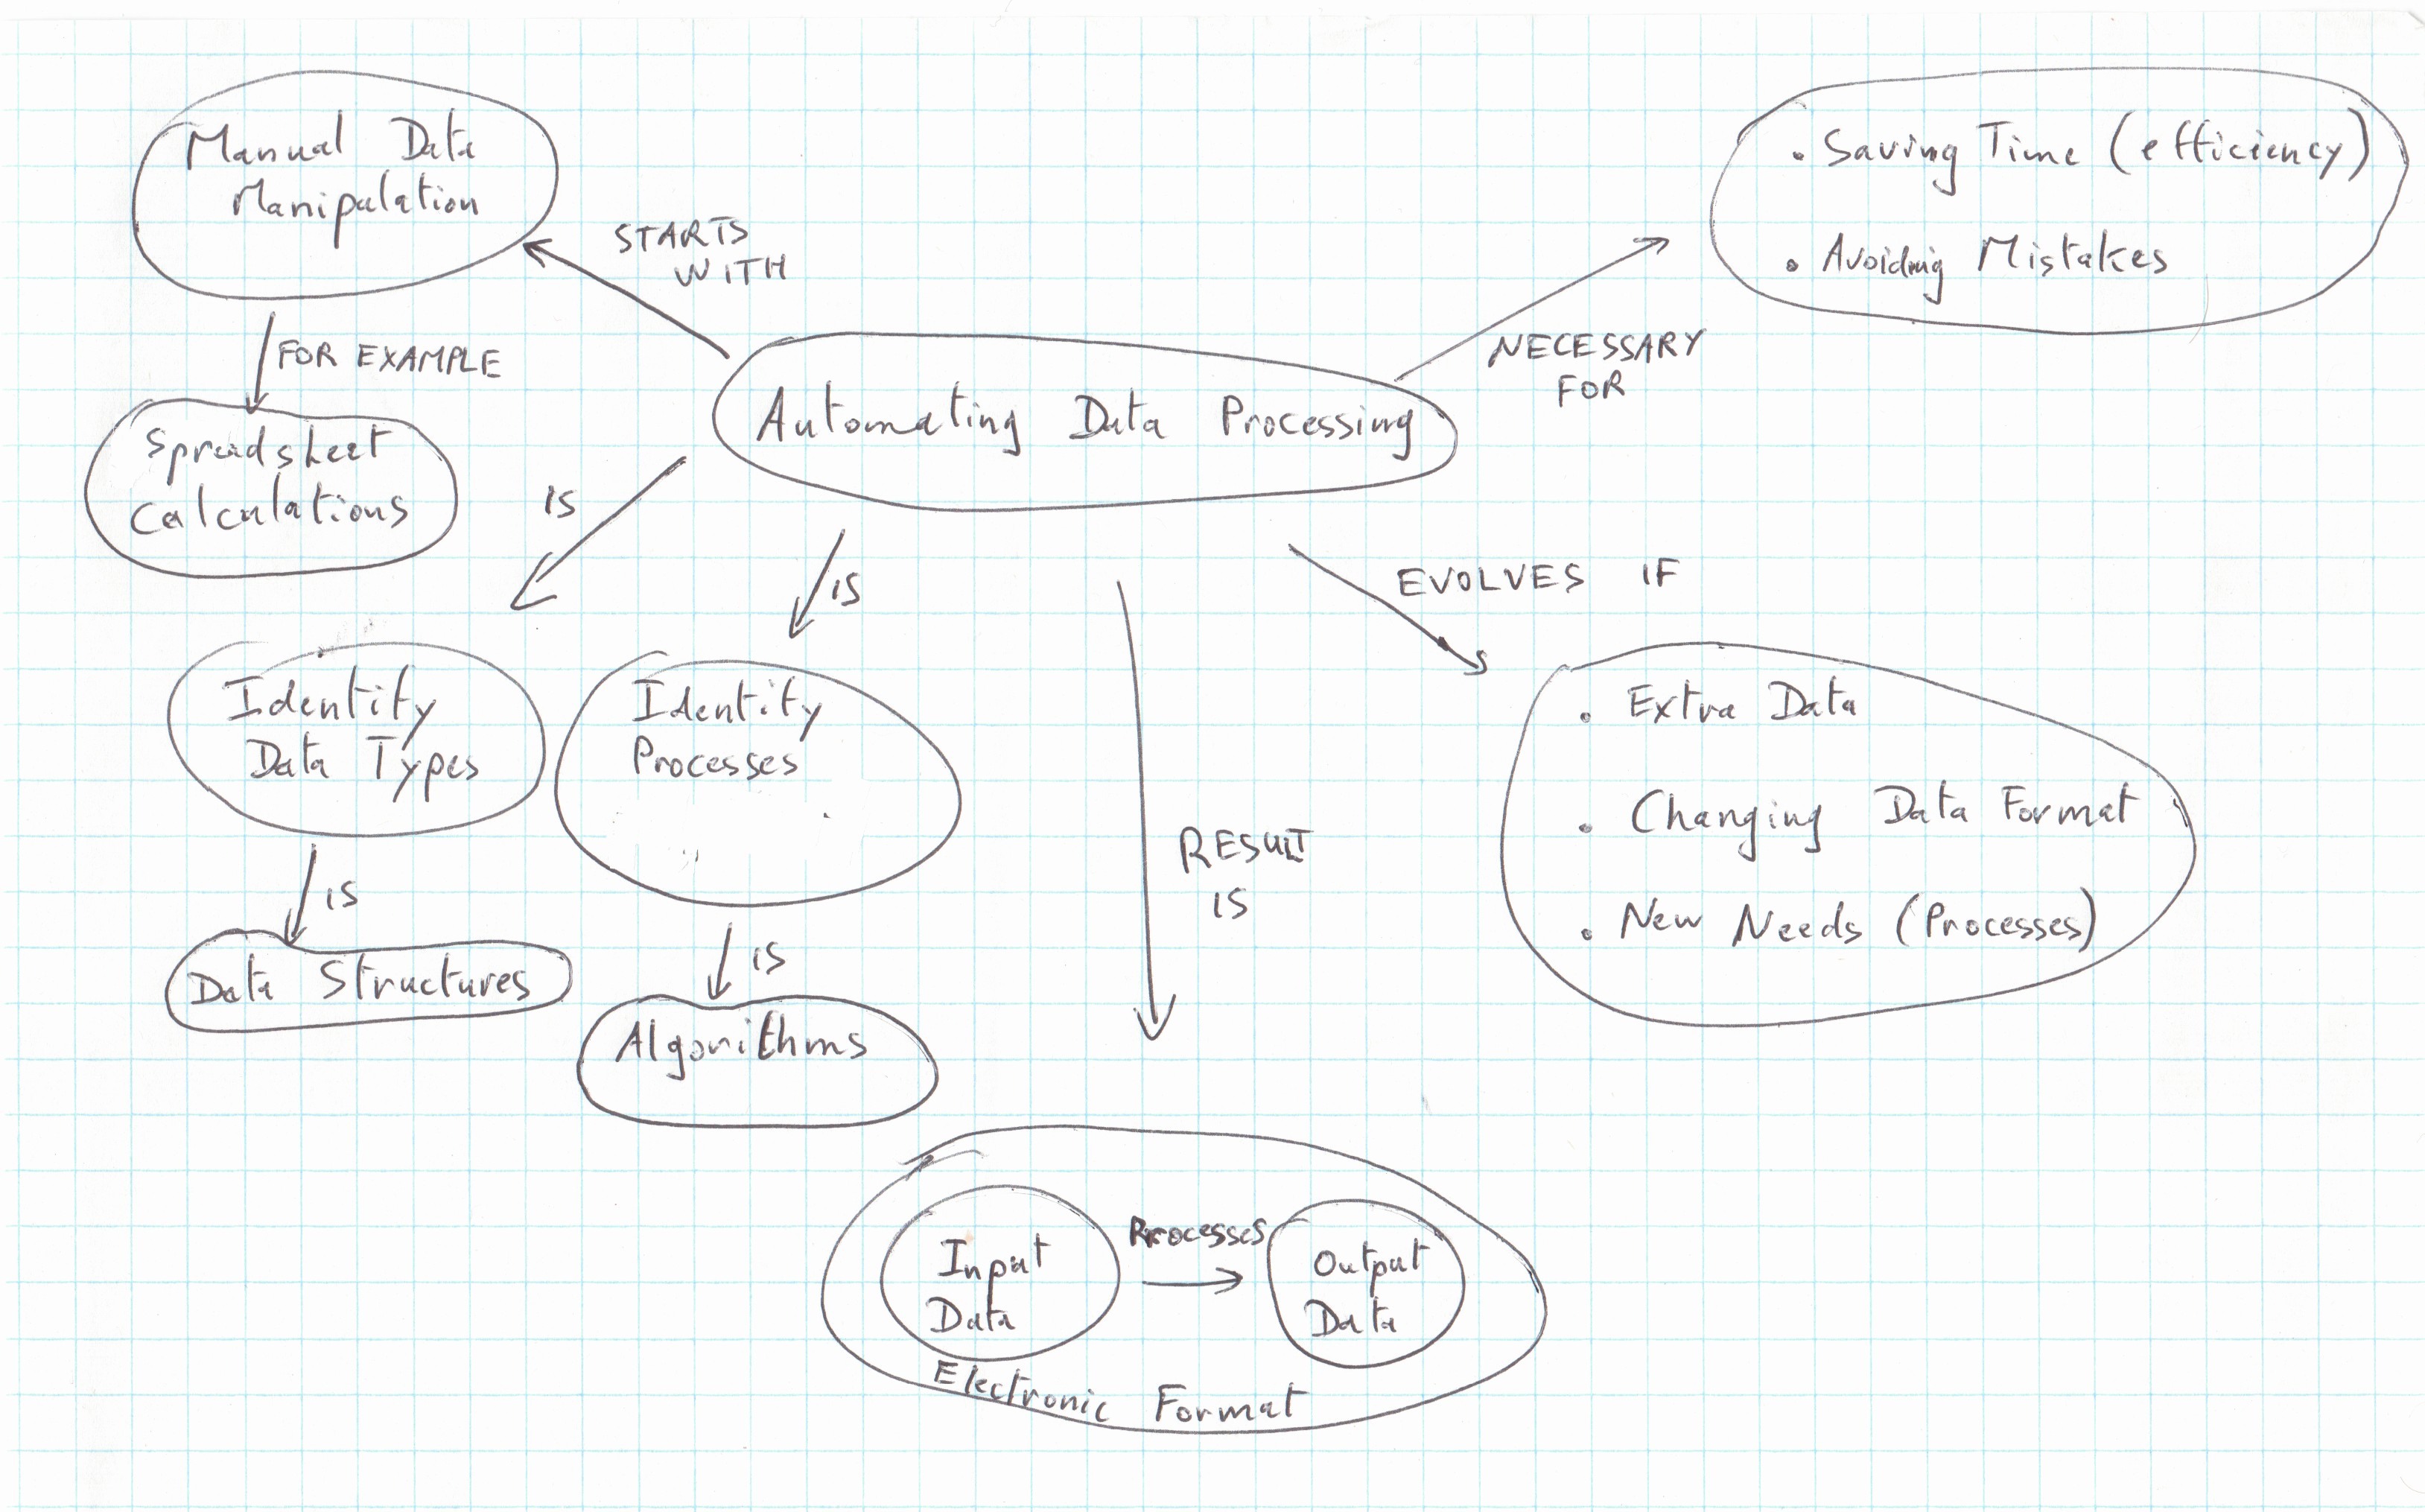 Manual Data
Manipulation
. Saving Time (efficiency)
. Avoiding Mistakes
STARTS
WITH
FOR EXAMPLE
NECESSARY
FOR
Automating Data Processing
Spreadsheet
Calculations
IS
IS
EVOLVES IF
Identify
Data Types
Identify
Processes
. Extra Data
. Changing Data Format
. New Needs (Processes)
RESULT
IS
IS
IS
Data Structures
Algorithms
Input
Data
Processes
Output
Data
Electronic Format